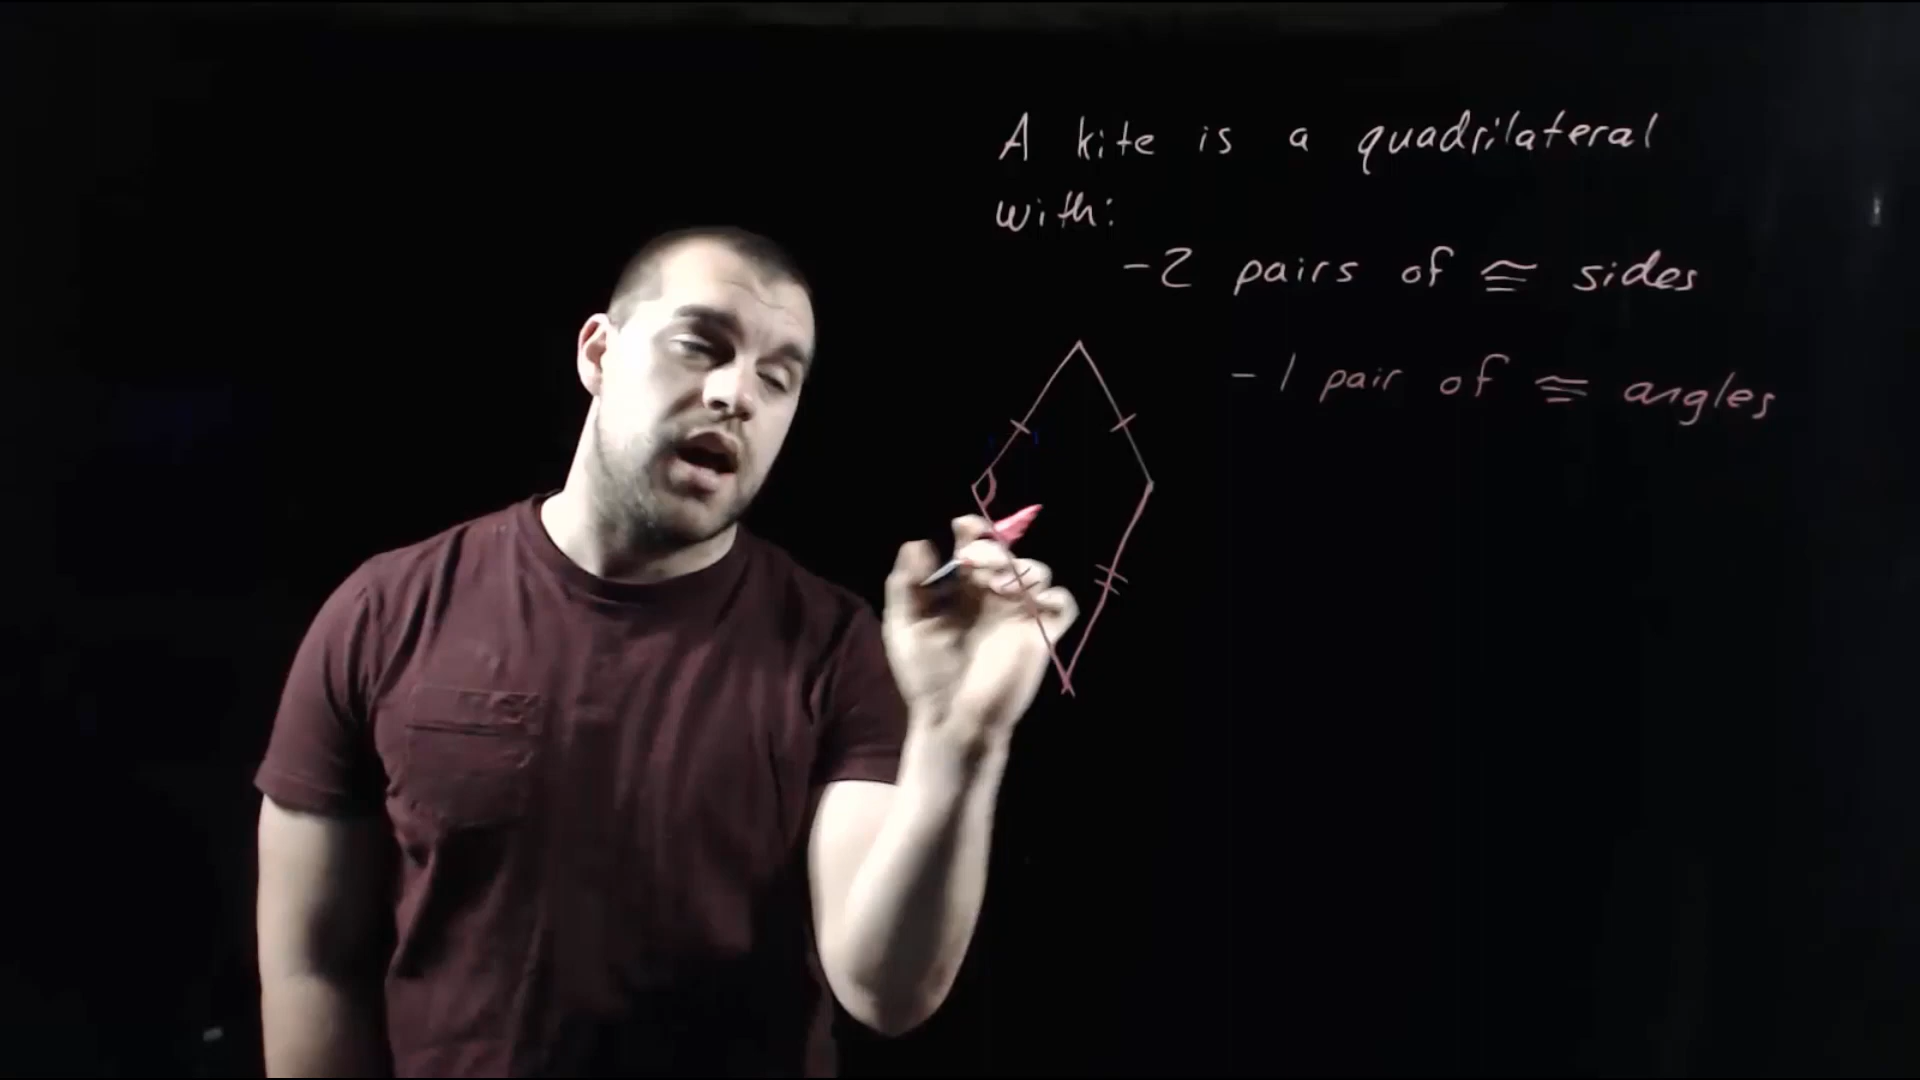 A kite is a quadrilateral
with:
-2 pairs of ≅ sides
-1 pair of ≅ angles